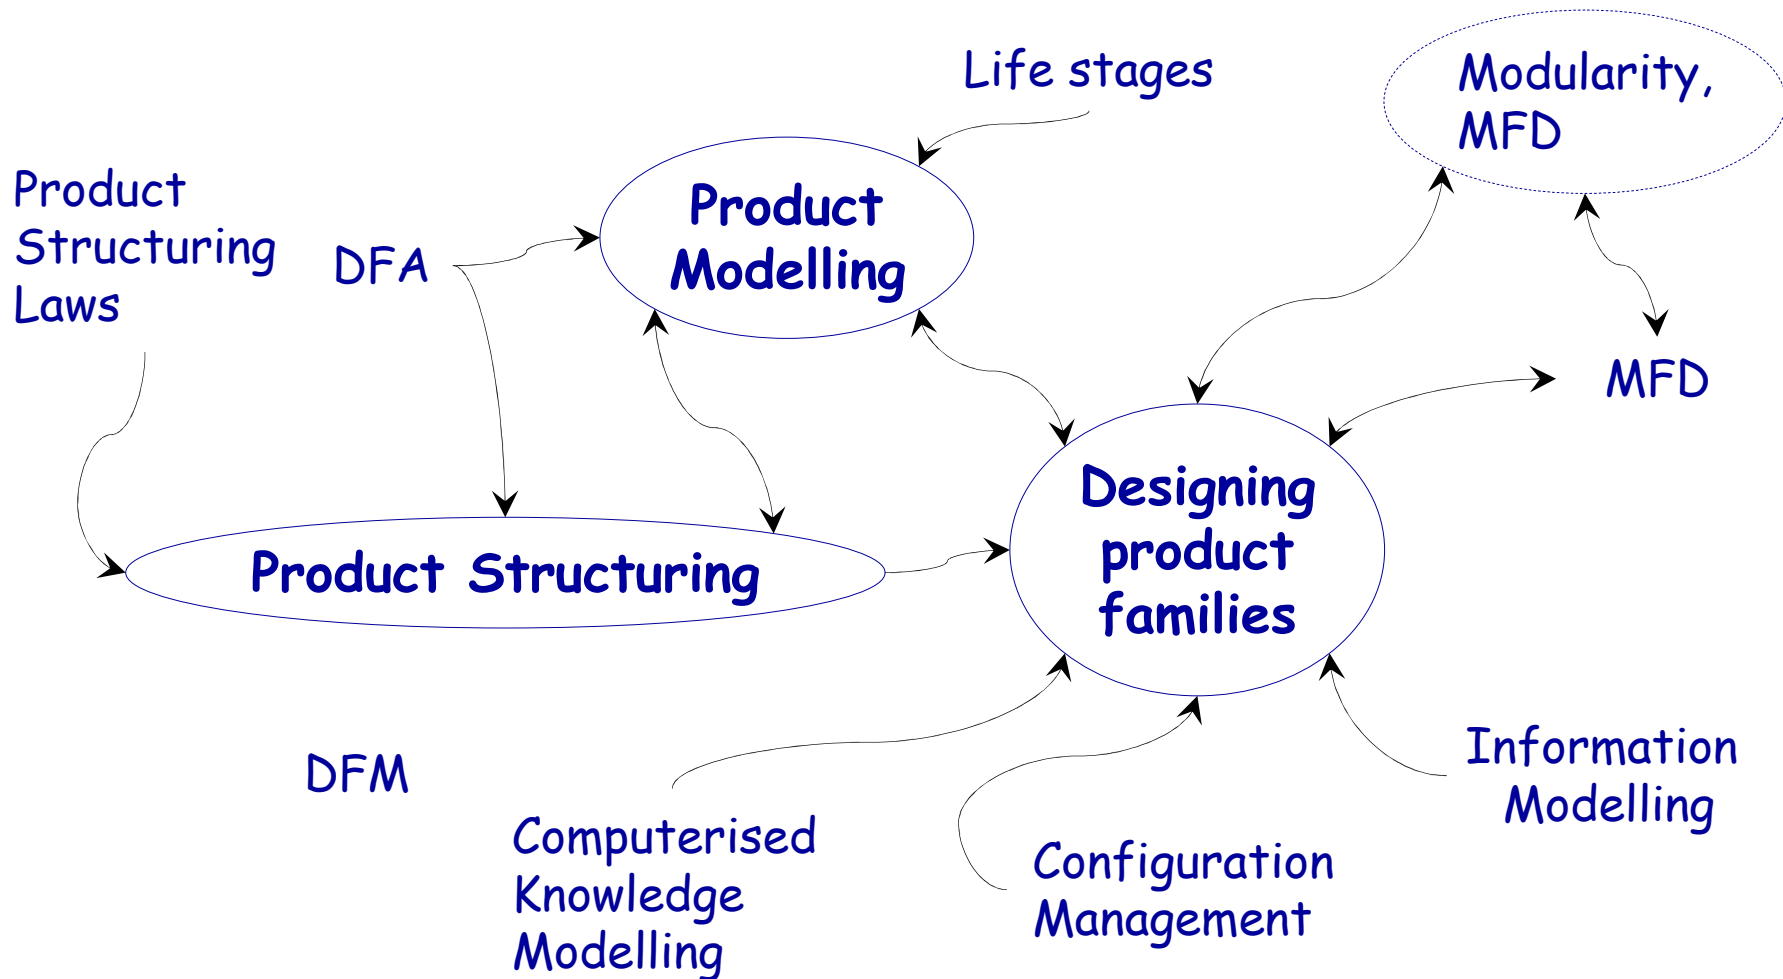 Life stages
Modularity,
MFD
Product
Structuring
Laws
DFA
Product
Modelling
MFD
Designing
product
families
Product Structuring
DFM
Computerised
Knowledge
Modelling
Configuration
Management
Information
Modelling